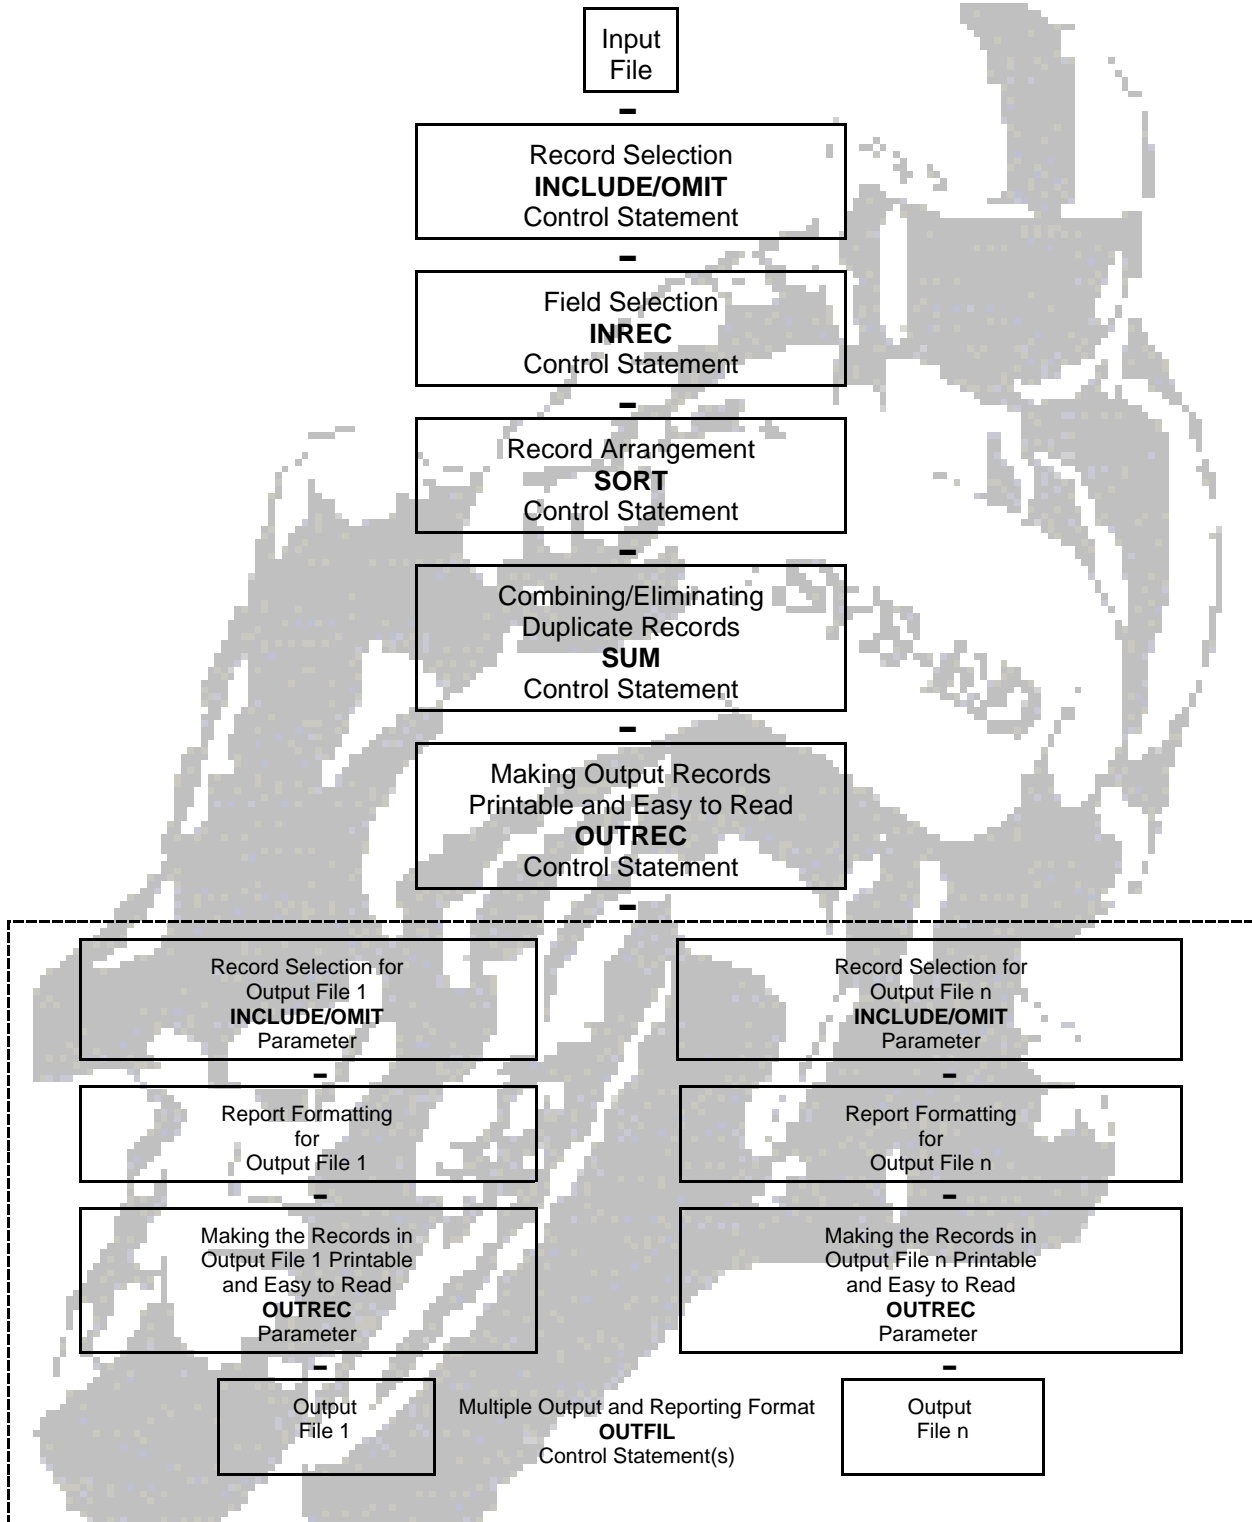 Input
File
Record Selection
INCLUDE/OMIT
Control Statement
Field Selection
INREC
Control Statement
Record Arrangement
SORT
Control Statement
Combining/Eliminating
Duplicate Records
SUM
Control Statement
Making Output Records
Printable and Easy to Read
OUTREC
Control Statement
Record Selection for
Output File 1
INCLUDE/OMIT
Parameter
Report Formatting
for
Output File 1
Making the Records in
Output File 1 Printable
and Easy to Read
OUTREC
Parameter
Output
File 1
Record Selection for
Output File n
INCLUDE/OMIT
Parameter
Report Formatting
for
Output File n
Making the Records in
Output File n Printable
and Easy to Read
OUTREC
Parameter
Output
File n
Multiple Output and Reporting Format
OUTFIL
Control Statement(s)